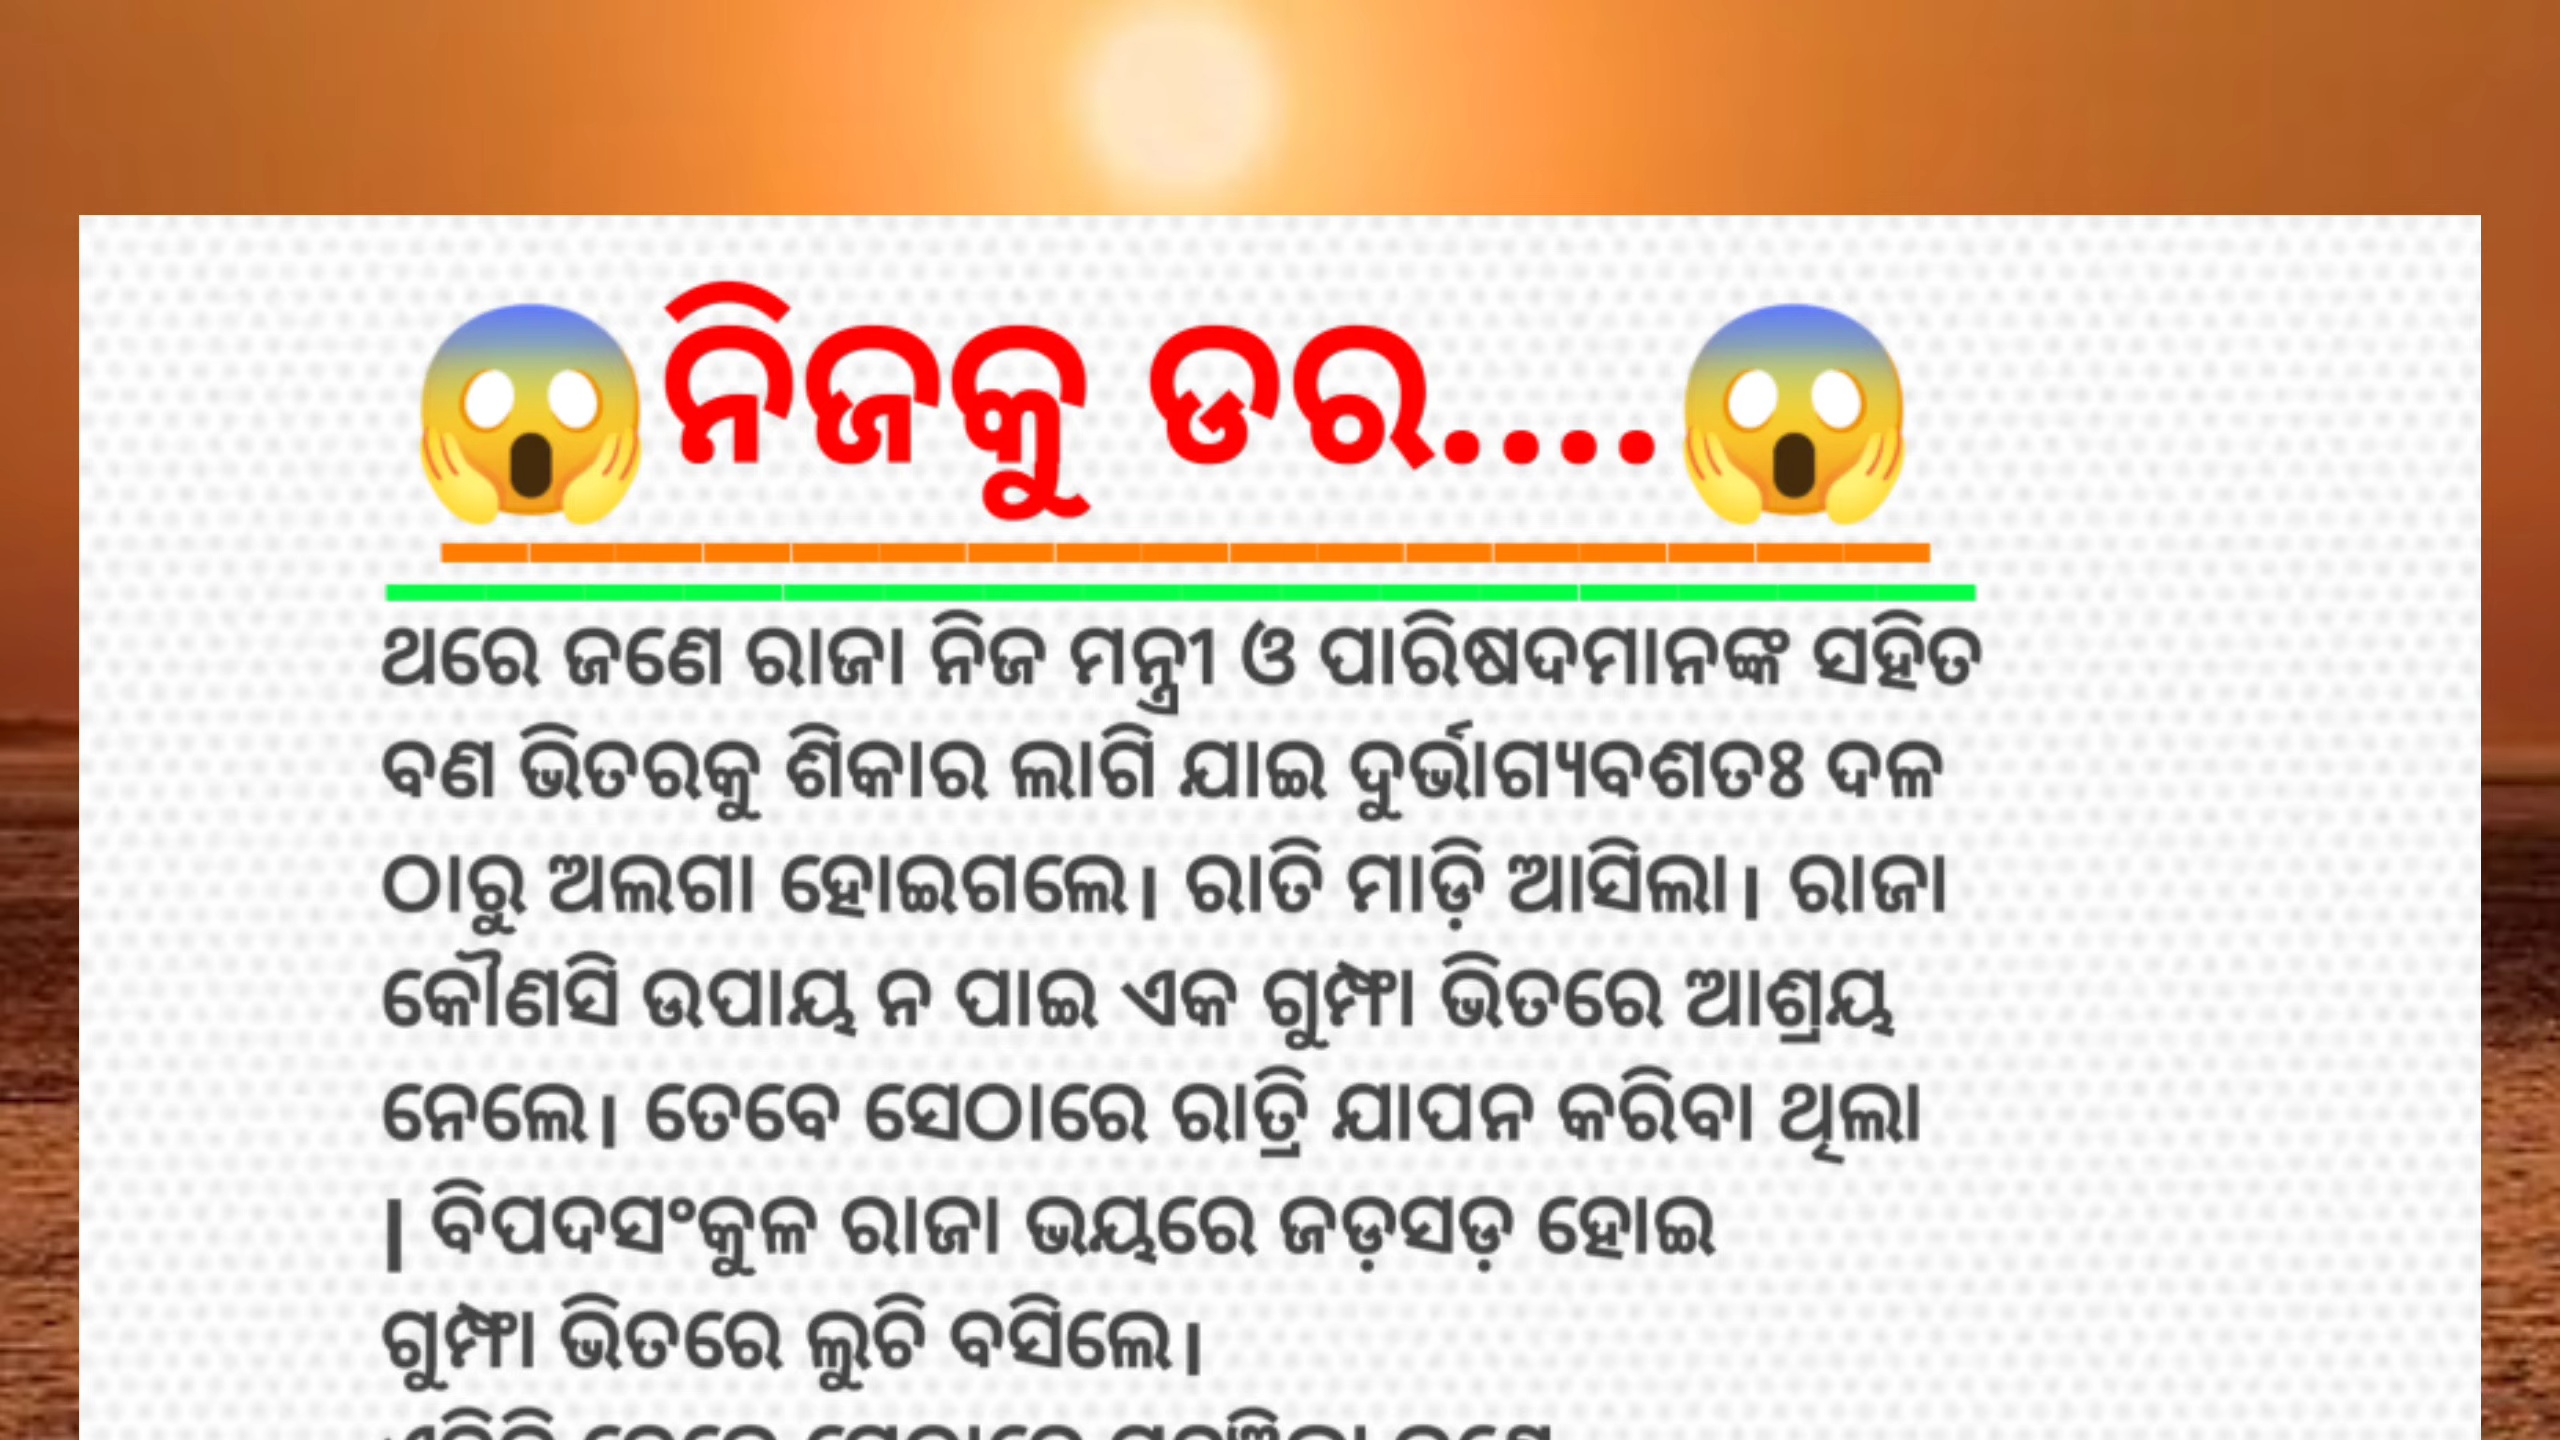 😱ନିଜକୁ ଡର....😱
ଥରେ ଜଣେ ରାଜା ନିଜ ମନ୍ତ୍ରୀ ଓ ପାରିଷଦମାନଙ୍କ ସହିତ
ବଣ ଭିତରକୁ ଶିକାର ଲାଗି ଯାଇ ଦୁର୍ଭାଗ୍ୟବଶତଃ ଦଳ
ଠାରୁ ଅଲଗା ହୋଇଗଲେ। ରାତି ମାଡ଼ି ଆସିଲା। ରାଜା
କୌଣସି ଉପାୟ ନ ପାଇ ଏକ ଗୁମ୍ଫା ଭିତରେ ଆଶ୍ରୟ
ନେଲେ। ତେବେ ସେଠାରେ ରାତ୍ରି ଯାପନ କରିବା ଥିଲା
| ବିପଦସଂକୁଳ ରାଜା ଭୟରେ ଜଡ଼ସଡ଼ ହୋଇ
ଗୁମ୍ଫା ଭିତରେ ଲୁଚି ବସିଲେ।